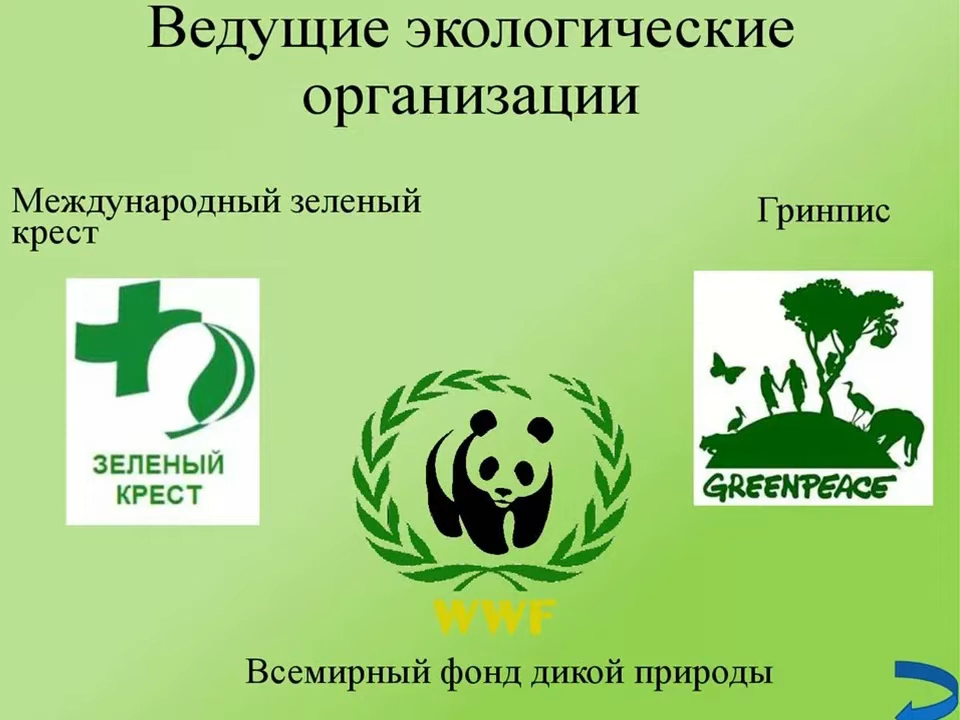 Ведущие экологические
организации
Международный зеленый
крест
Гринпис
ЗЕЛЕНЫЙ
КРЕСТ
GREENPEACE
WWF
Всемирный фонд дикой природы